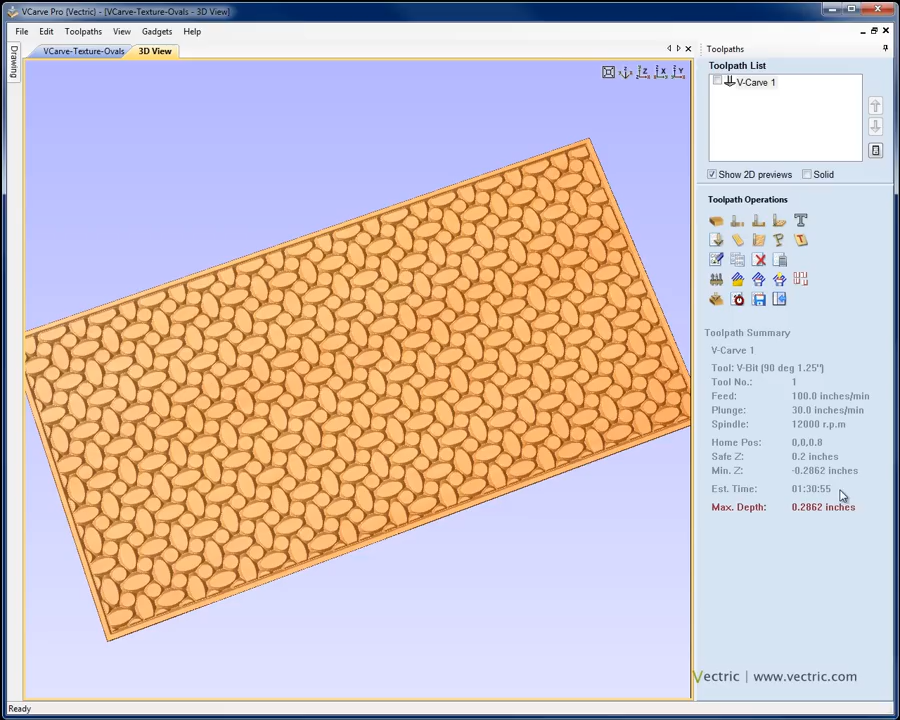 VCarve Pro [Vectric] - [VCarve-Texture-Ovals - 3D View]
File Edit Toolpaths View Gadgets Help
VCarve-Texture-Ovals 3D View
Drawing
Z X Y
Toolpaths
Toolpath List
V-Carve 1
Show 2D previews Solid
Toolpath Operations
Toolpath Summary
V-Carve 1
Tool: V-Bit (90 deg 1.25")
Tool No.: 1
Feed: 100.0 inches/min
Plunge: 30.0 inches/min
Spindle: 12000 r.p.m
Home Pos: 0,0,0.8
Safe Z: 0.2 inches
Min. Z: -0.2862 inches
Est. Time: 01:30:55
Max. Depth: 0.2862 inches
Vectric | www.vectric.com
Ready